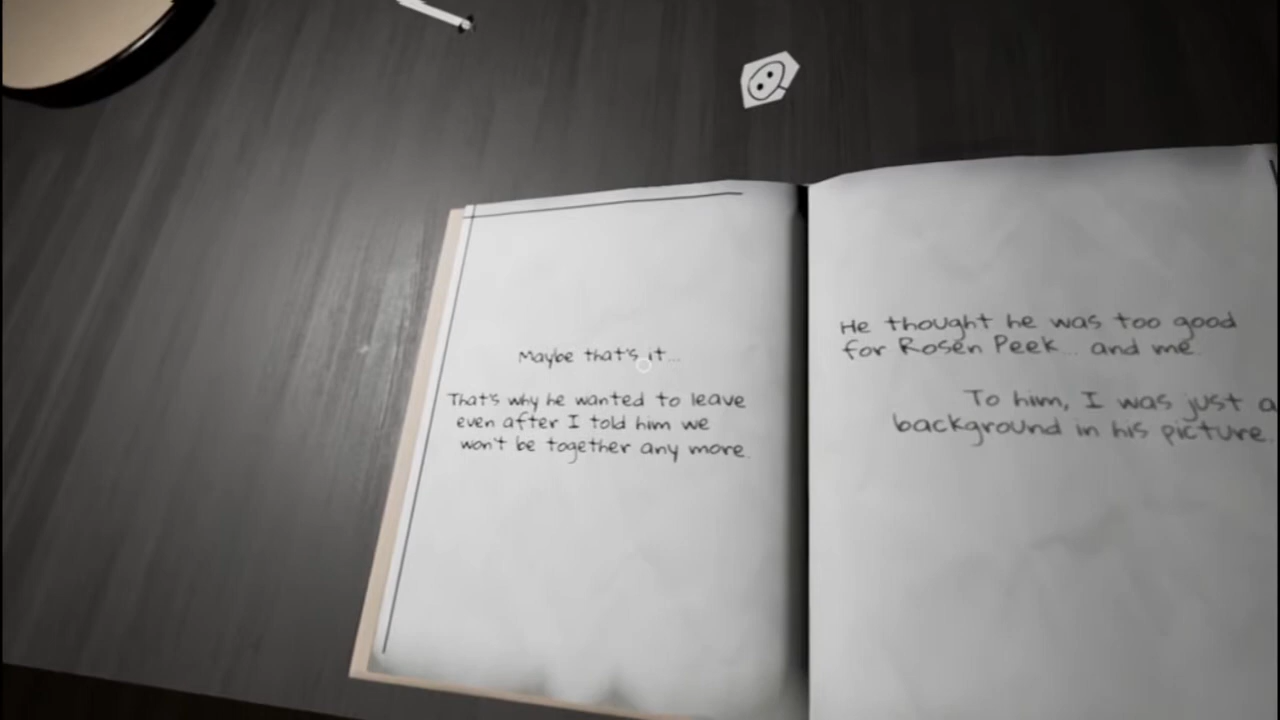 Maybe that's it...
That's why he wanted to leave
even after I told him we
won't be together any more.
He thought he was too good
for Rosen Peek... and me.
To him, I was just a
background in his picture.